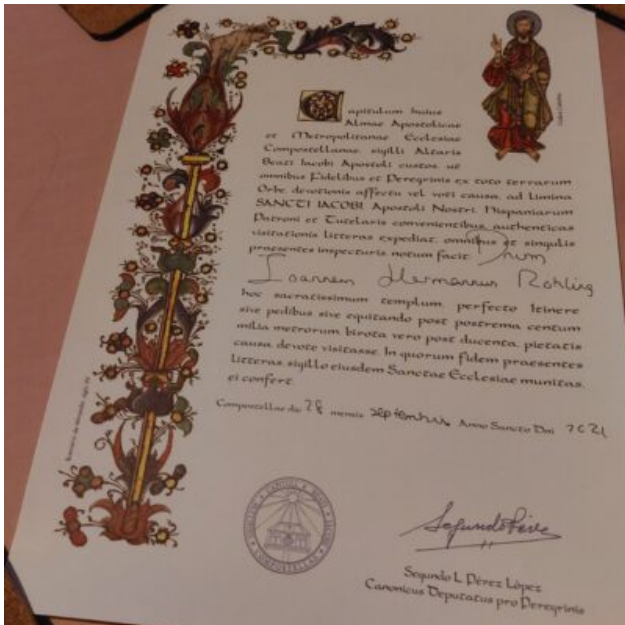 Capitulum huius
Almae Apostolicae
et Metropolitanae Ecclesiae
Compostellanae, sigilli Altaris
Beati Iacobi Apostoli custos, ut
omnibus Fidelibus et Peregrinis ex toto terrarum
Orbe, devotionis affectu vel voti causa, ad limina
SANCTI IACOBI, Apostoli Nostri, Hispaniarum
Patroni et Tutelaris convenientibus, authenticas
visitationis litteras expediat, omnibus et singulis
praesentes inspecturis, notum facit: Dnum
Ioannem Hermannum Rohling
hoc sacratissimum templum, perfecto Itinere
sive pedibus sive equitando post postrema centum
milia metrorum, birota vero post ducenta, pietatis
causa, devote visitasse. In quorum fidem praesentes
litteras, sigillo eiusdem Sanctae Ecclesiae munitas,
ei confert.
Compostellae die 28 mensis septembris Anno Sancto Dni 2021
Segundo L. Pérez López
Canonicus Deputatus pro Peregrinis